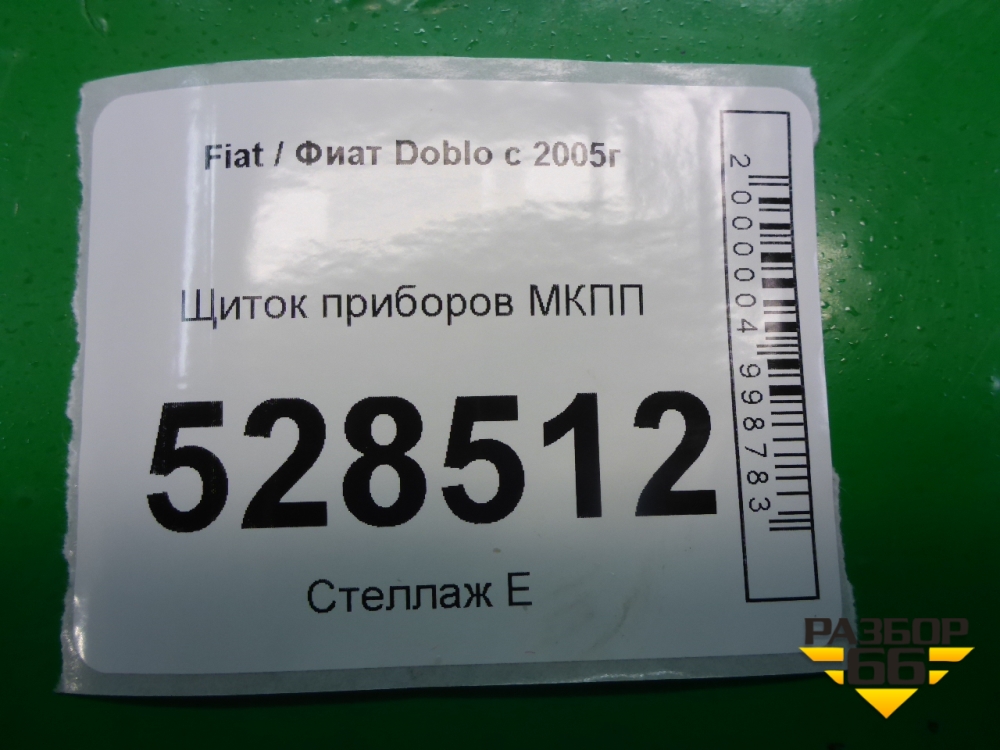 Fiat / Фиат Doblo с 2005г
Щиток приборов МКПП
528512
Стеллаж Е
2000004998783
РАЗБОР
66